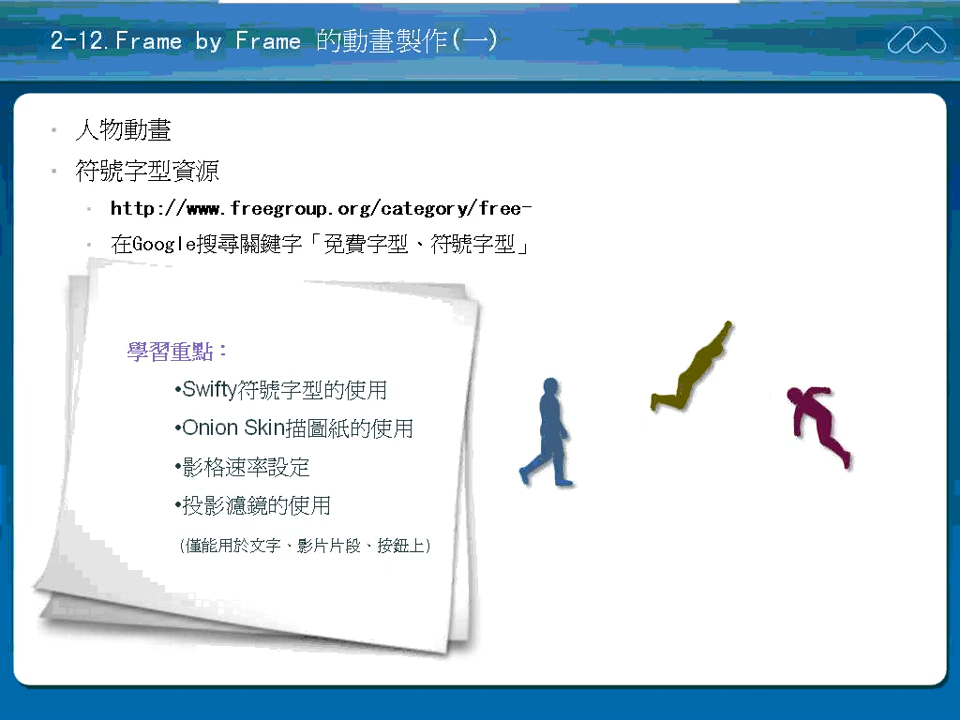 2-12.Frame by Frame 的動畫製作(一)
• 人物動畫
• 符號字型資源
• http://www.freegroup.org/category/free-
• 在Google搜尋關鍵字「免費字型、符號字型」
學習重點：
•Swifty符號字型的使用
•Onion Skin描圖紙的使用
•影格速率設定
•投影濾鏡的使用
(僅能用於文字、影片片段、按鈕上)